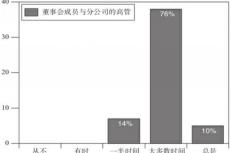 董事会成员与分公司的高管
40
30
20
10
0
14%
76%
10%
从不
有时
一半时间
大多数时间
总是